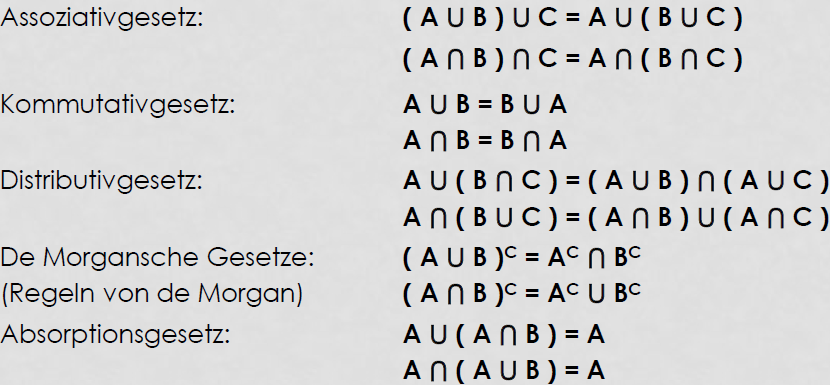 Assoziativgesetz: ( A ∪ B ) ∪ C = A ∪ ( B ∪ C )
( A ∩ B ) ∩ C = A ∩ ( B ∩ C )
Kommutativgesetz: A ∪ B = B ∪ A
A ∩ B = B ∩ A
Distributivgesetz: A ∪ ( B ∩ C ) = ( A ∪ B ) ∩ ( A ∪ C )
A ∩ ( B ∪ C ) = ( A ∩ B ) ∪ ( A ∩ C )
De Morgansche Gesetze: ( A ∪ B )ᶜ = Aᶜ ∩ Bᶜ
(Regeln von de Morgan) ( A ∩ B )ᶜ = Aᶜ ∪ Bᶜ
Absorptionsgesetz: A ∪ ( A ∩ B ) = A
A ∩ ( A ∪ B ) = A